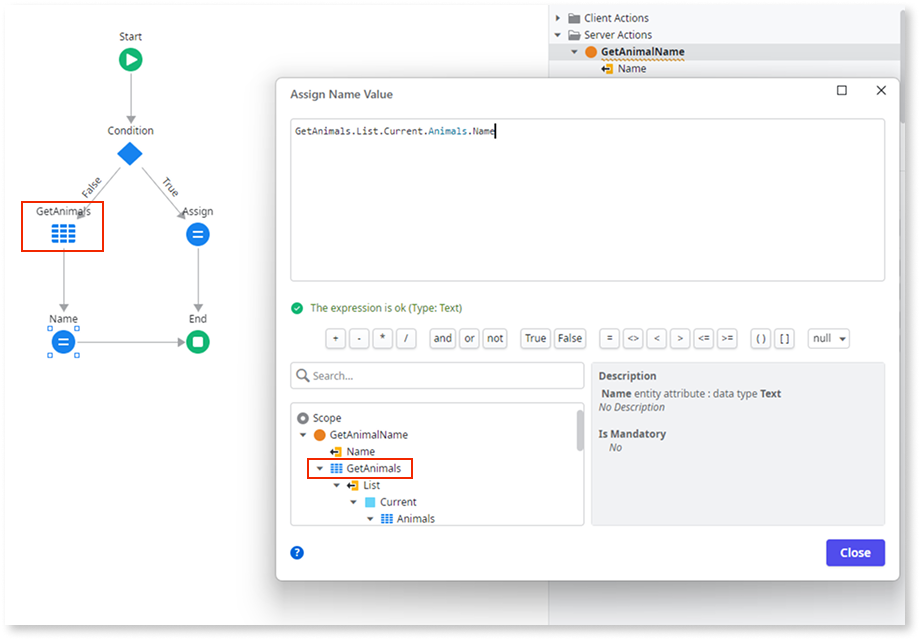 Start
Condition
False
True
GetAnimals
Assign
Name
End
Client Actions
Server Actions
GetAnimalName
Name
Assign Name Value
GetAnimals.List.Current.Animals.Name
The expression is ok (Type: Text)
+ - * / and or not True False = <> < > <= >= ( ) [ ] null
Search...
Scope
GetAnimalName
Name
GetAnimals
List
Current
Animals
Description
Name entity attribute : data type Text
No Description
Is Mandatory
No
?
Close